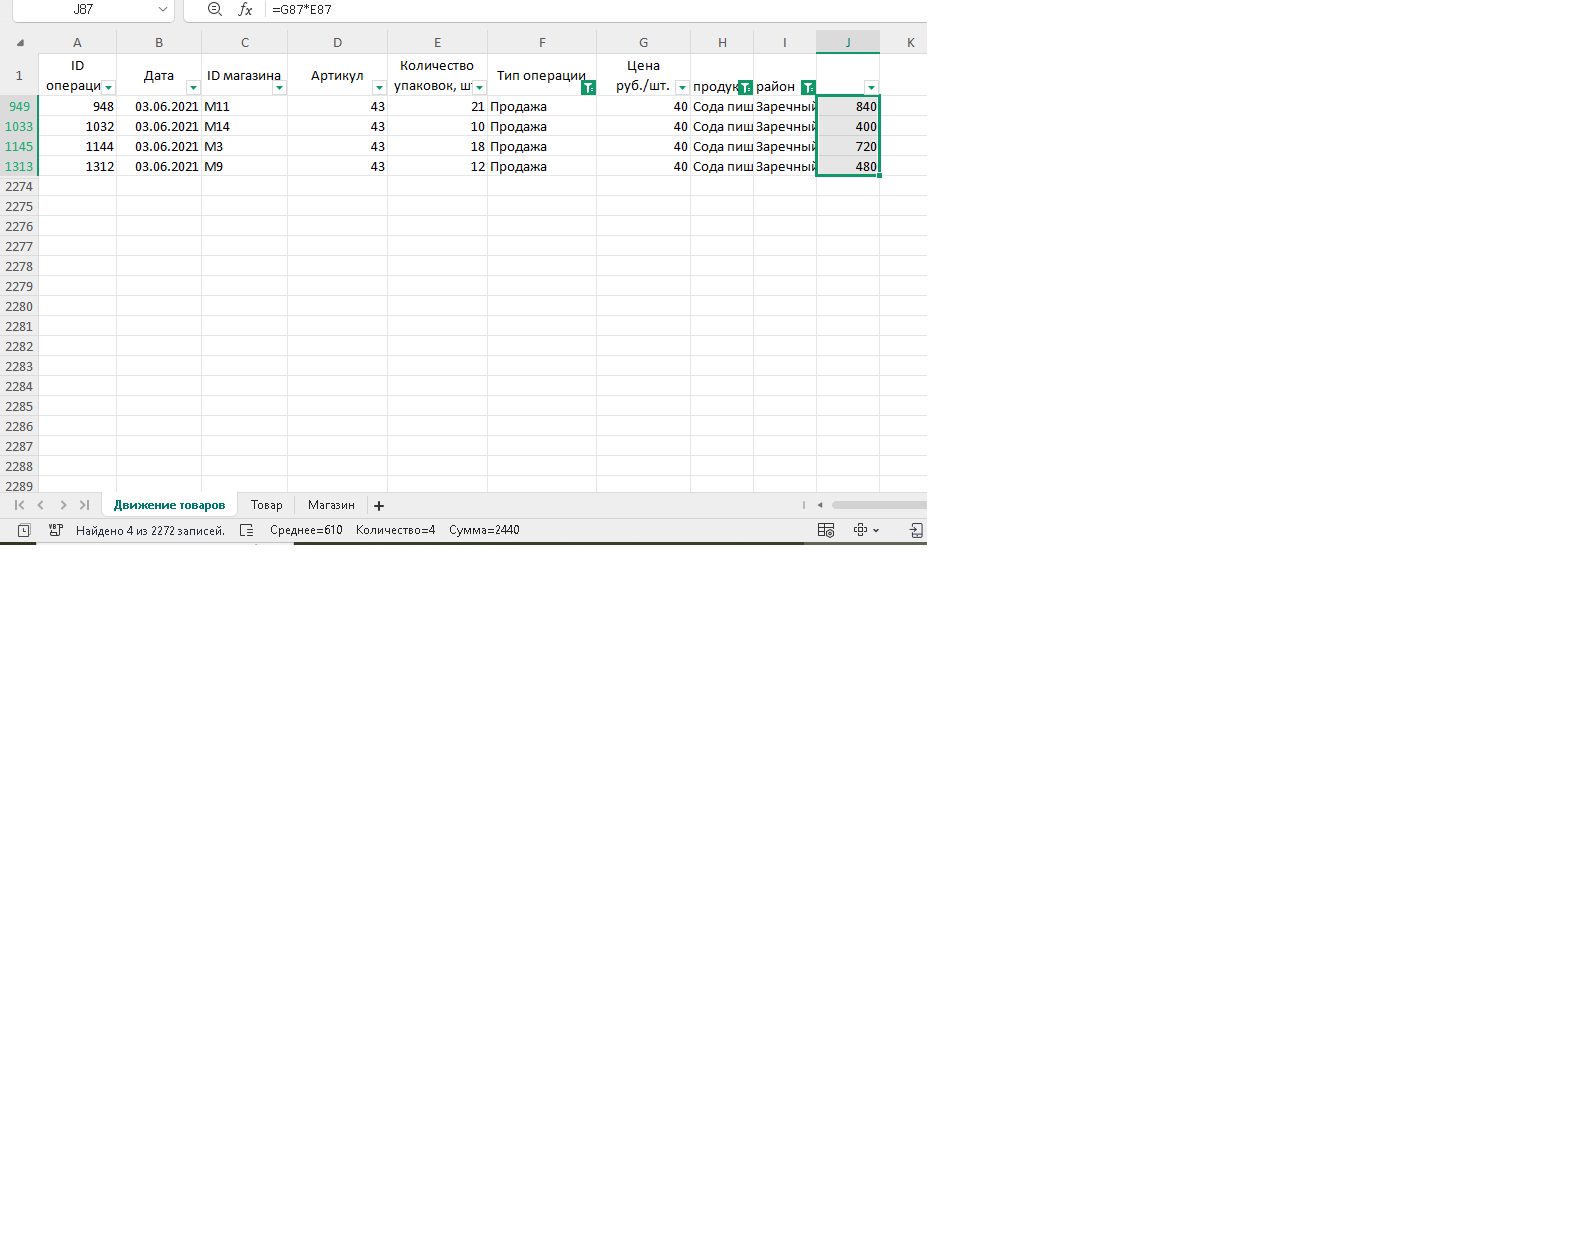 J87 fx =G87*E87
A B C D E F G H I J K
1 ID операци Дата ID магазина Артикул Количество упаковок, шт Тип операции Цена руб./шт. продук район
949 948 03.06.2021 M11 43 21 Продажа 40 Сода пиш Заречный 840
1033 1032 03.06.2021 M14 43 10 Продажа 40 Сода пиш Заречный 400
1145 1144 03.06.2021 M3 43 18 Продажа 40 Сода пиш Заречный 720
1313 1312 03.06.2021 M9 43 12 Продажа 40 Сода пиш Заречный 480
2274
2275
2276
2277
2278
2279
2280
2281
2282
2283
2284
2285
2286
2287
2288
2289
Движение товаров Товар Магазин +
Найдено 4 из 2272 записей. Среднее=610 Количество=4 Сумма=2440